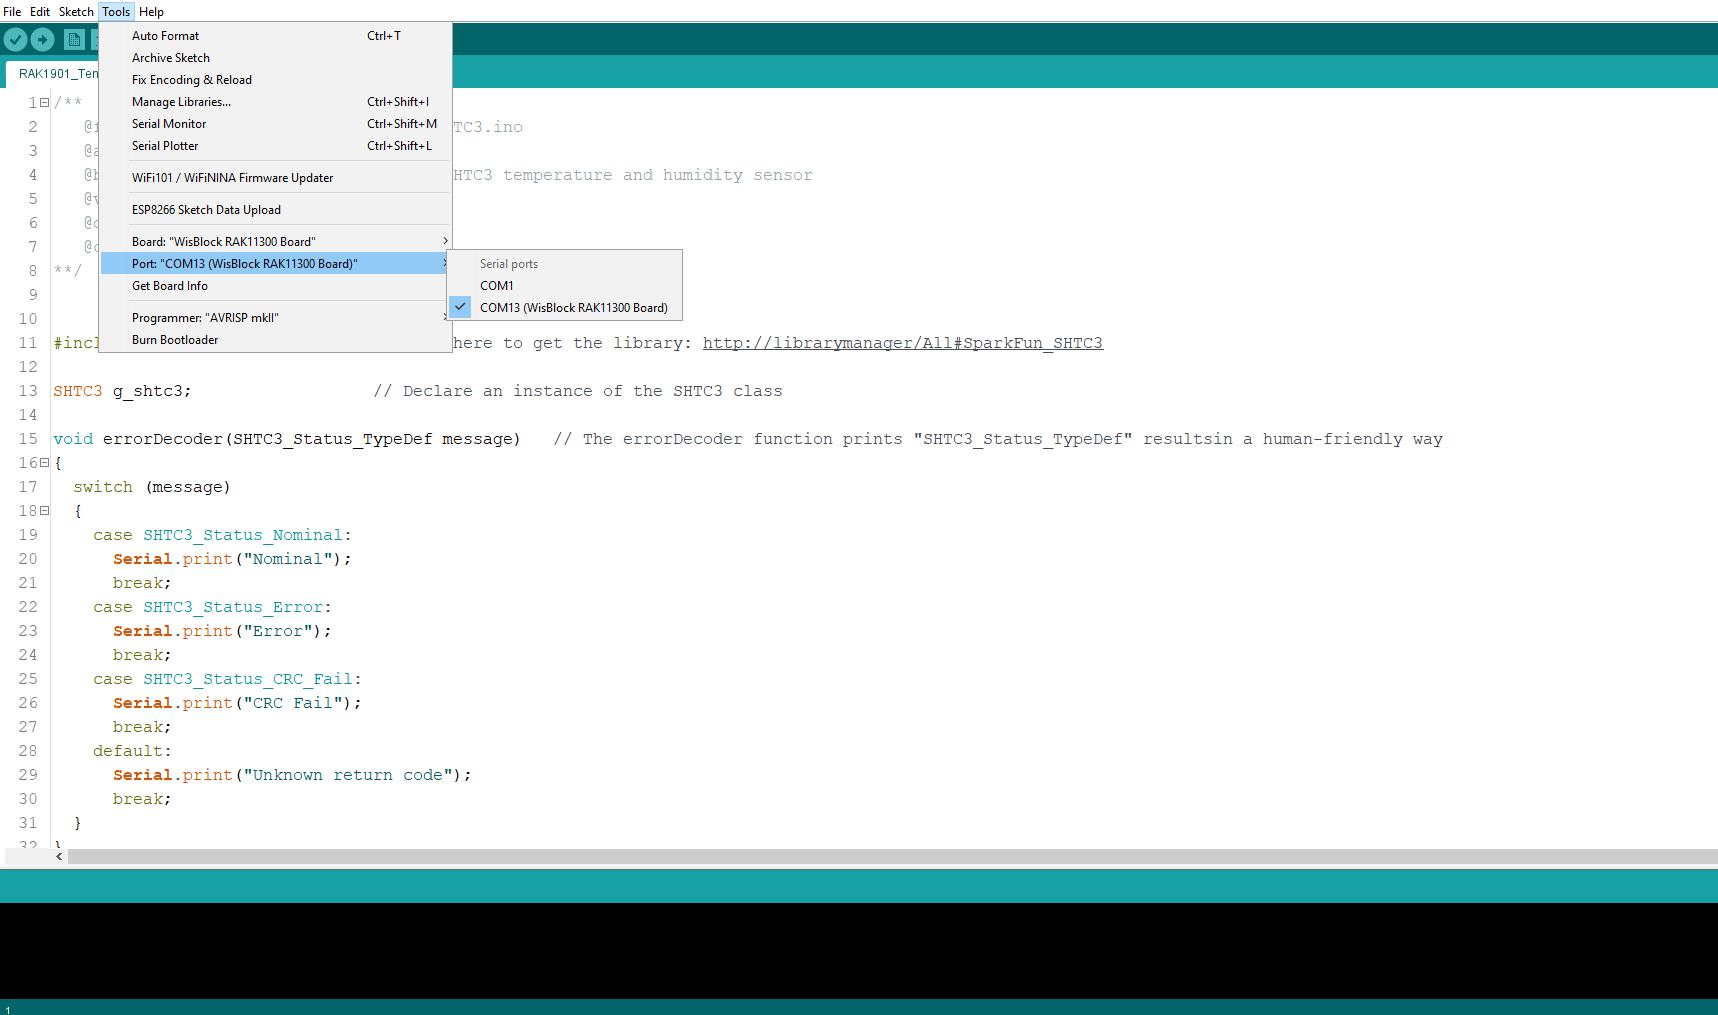 File Edit Sketch Tools Help
Auto Format Ctrl+T
Archive Sketch
Fix Encoding & Reload
Manage Libraries... Ctrl+Shift+I
Serial Monitor Ctrl+Shift+M
Serial Plotter Ctrl+Shift+L
WiFi101 / WiFiNINA Firmware Updater
ESP8266 Sketch Data Upload
Board: "WisBlock RAK11300 Board"
Port: "COM13 (WisBlock RAK11300 Board)"
Get Board Info
Programmer: "AVRISP mkII"
Burn Bootloader
Serial ports
COM1
COM13 (WisBlock RAK11300 Board)
RAK1901_Ten
1 /**
2 @f TC3.ino
3 @a
4 @b HTC3 temperature and humidity sensor
5 @v
6 @d
7 @c
8 **/
9
10
11 #incl here to get the library: http://librarymanager/All#SparkFun_SHTC3
12
13 SHTC3 g_shtc3; // Declare an instance of the SHTC3 class
14
15 void errorDecoder(SHTC3_Status_TypeDef message) // The errorDecoder function prints "SHTC3_Status_TypeDef" resultsin a human-friendly way
16 {
17 switch (message)
18 {
19 case SHTC3_Status_Nominal:
20 Serial.print("Nominal");
21 break;
22 case SHTC3_Status_Error:
23 Serial.print("Error");
24 break;
25 case SHTC3_Status_CRC_Fail:
26 Serial.print("CRC Fail");
27 break;
28 default:
29 Serial.print("Unknown return code");
30 break;
31 }
32 }
1